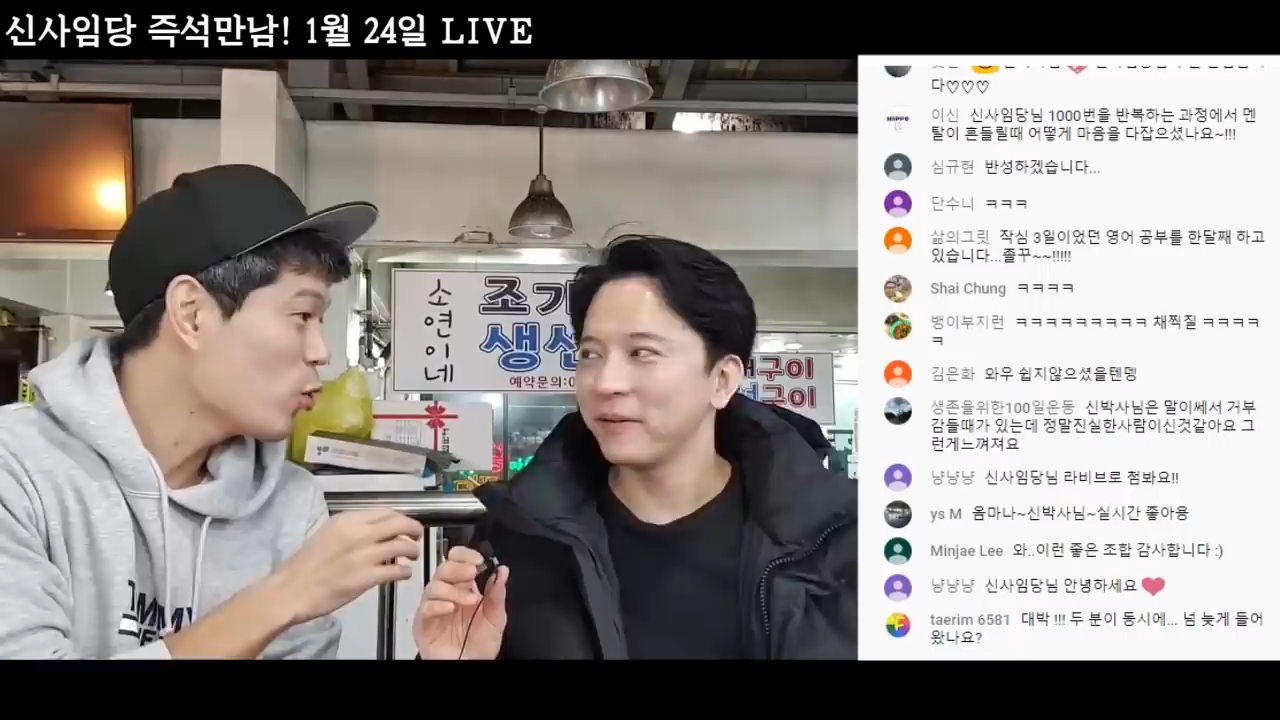 신사임당 즉석만남! 1월 24일 LIVE
다♡♡♡
이신 신사임당님 1000번을 반복하는 과정에서 멘
탈이 흔들릴때 어떻게 마음을 다잡으셨나요~!!!
심규현 반성하겠습니다...
단수니 ㅋㅋㅋ
삶의그릿 작심 3일이었던 영어 공부를 한달째 하고
있습니다...졸꾸~~!!!!!
Shai Chung ㅋㅋㅋㅋ
뱅이부지런 ㅋㅋㅋㅋㅋㅋㅋㅋㅋ 채찍질 ㅋㅋㅋㅋ
ㅋ
김은화 와우 쉽지않으셨을텐뎅
생존을위한100일운동 신박사님은 말이쎄서 거부
감들때가 있는데 정말진실한사람이신것같아요 그
런게느껴져요
냥냥냥 신사임당님 라비브로 첨봐요!!
ys M 옴마나~신박사님~실시간 좋아용
Minjae Lee 와..이런 좋은 조합 감사합니다 :)
냥냥냥 신사임당님 안녕하세요
taerim 6581 대박 !!! 두 분이 동시에... 넘 늦게 들어
왔나요?
소연이네
조기
생선
예약문의:0
구이
구이
HIPPO